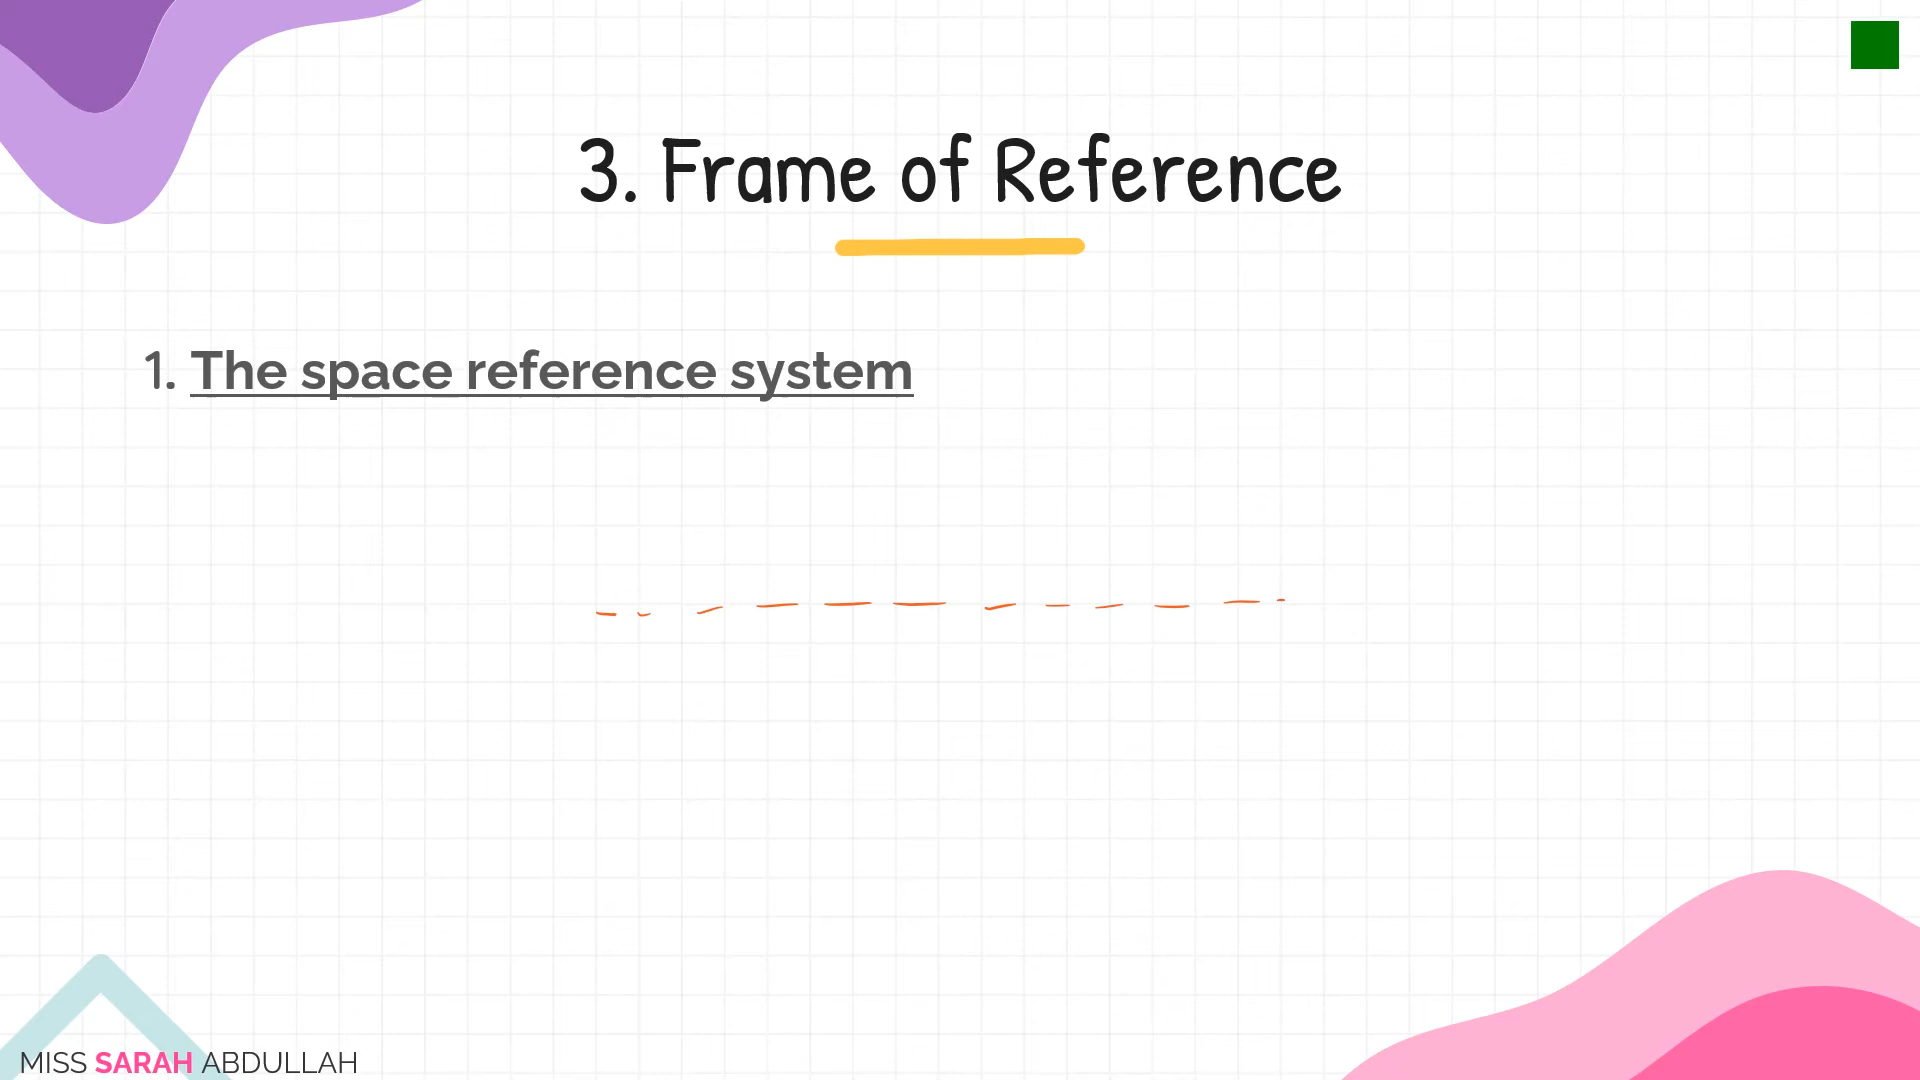 3. Frame of Reference
1. The space reference system
MISS SARAH ABDULLAH